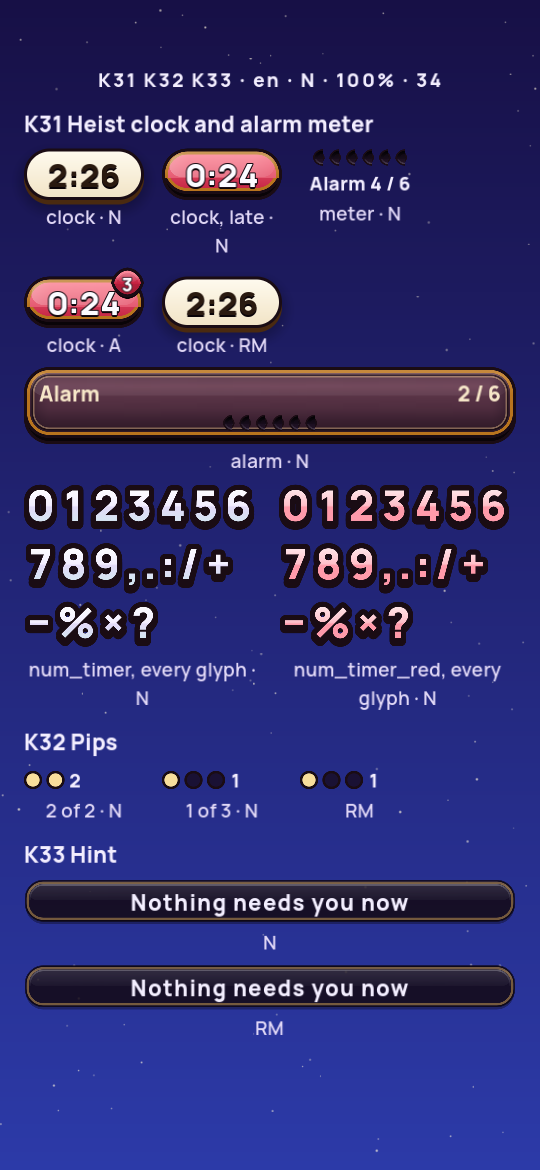 K31 K32 K33 · en · N · 100% · 34
K31 Heist clock and alarm meter
2:26
0:24
Alarm 4 / 6
clock · N
clock, late · N
meter · N
0:24
3
2:26
clock · A
clock · RM
Alarm
2 / 6
alarm · N
0123456
789,.:/+
-%×?
0123456
789,.:/+
-%×?
num_timer, every glyph · N
num_timer_red, every glyph · N
K32 Pips
2
1
1
2 of 2 · N
1 of 3 · N
RM
K33 Hint
Nothing needs you now
N
Nothing needs you now
RM